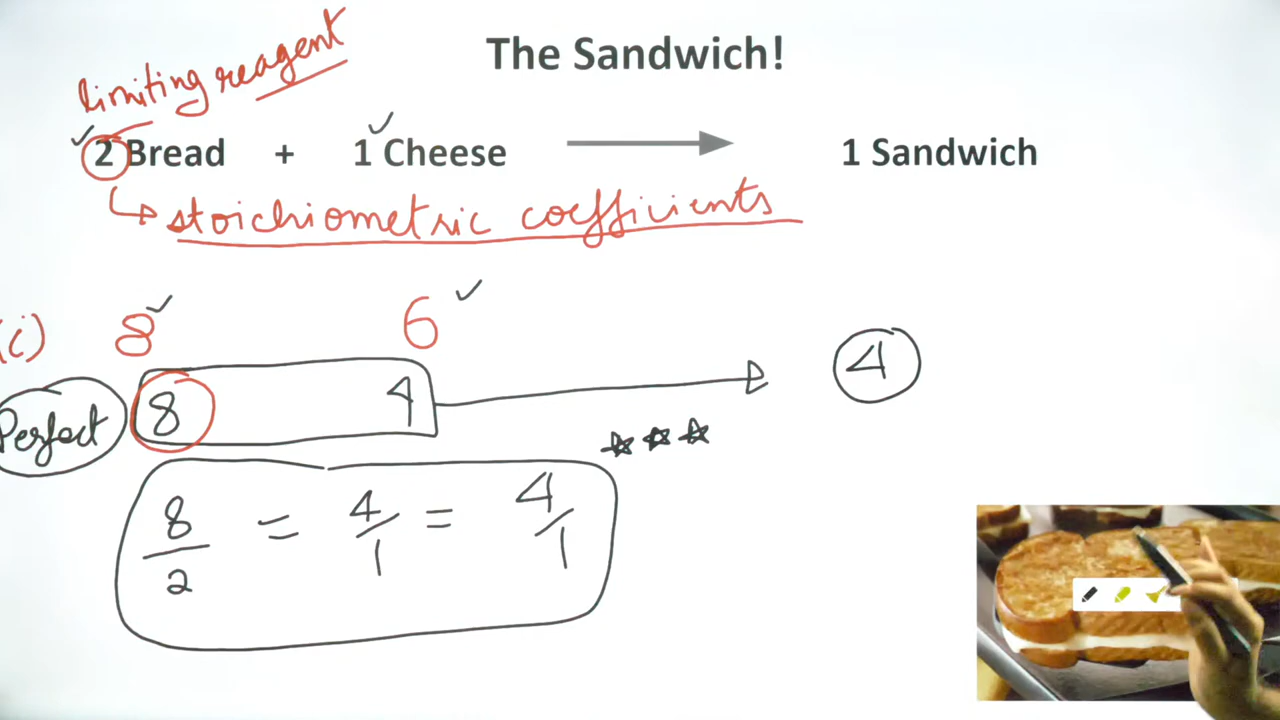 The Sandwich!
limiting reagent
2 Bread + 1 Cheese 1 Sandwich
stoichiometric coefficients
(i) 8 6
Perfect 8 4 4
8/2 = 4/1 = 4/1